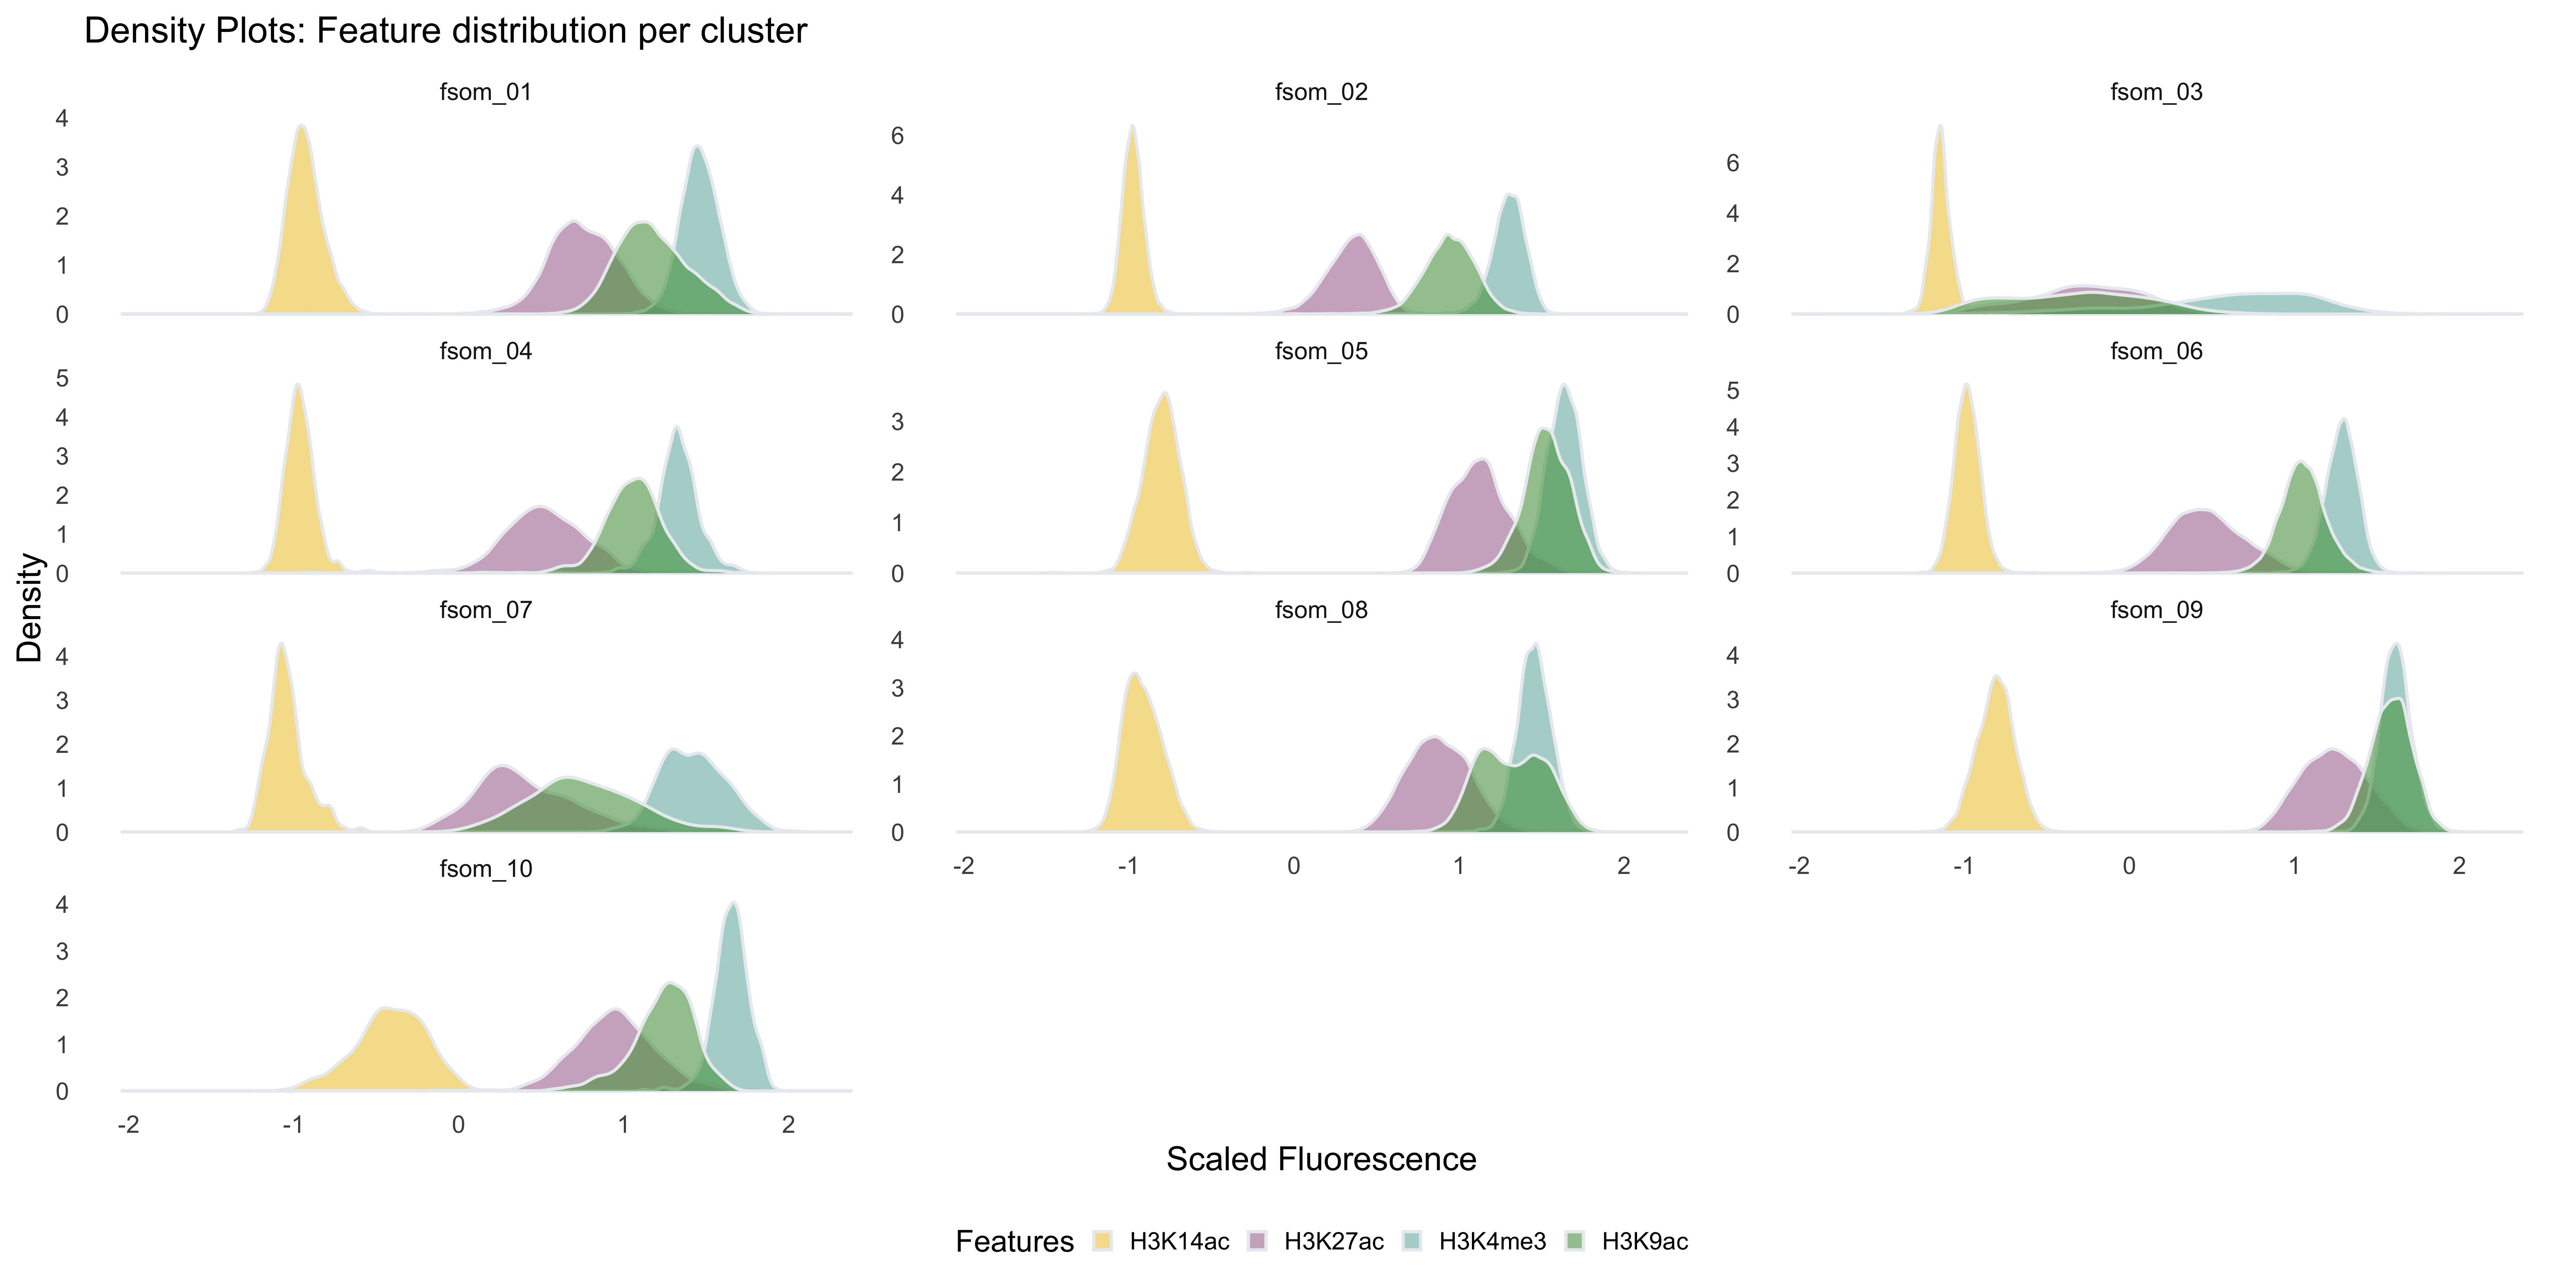 Density Plots: Feature distribution per cluster
fsom_01
fsom_02
fsom_03
4
3
2
1
0
6
4
2
0
6
4
2
0
fsom_04
fsom_05
fsom_06
5
4
3
2
1
0
3
2
1
0
5
4
3
2
1
0
Density
fsom_07
fsom_08
fsom_09
4
3
2
1
0
4
3
2
1
0
4
3
2
1
0
-2 -1 0 1 2
-2 -1 0 1 2
fsom_10
4
3
2
1
0
-2 -1 0 1 2
Scaled Fluorescence
Features H3K14ac H3K27ac H3K4me3 H3K9ac